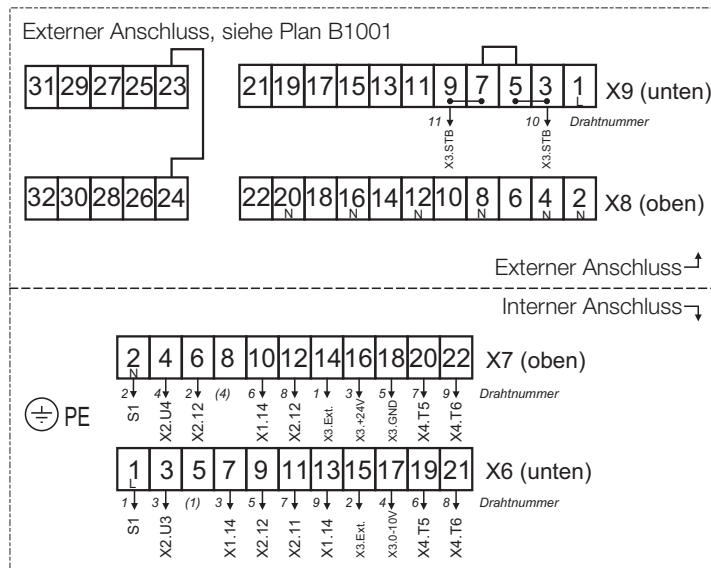 Externer Anschluss, siehe Plan B1001
31 29 27 25 23
21 19 17 15 13 11 9 7 5 3 1 X9 (unten)
L
11 10 Drahtnummer
X3.STB X3.STB
32 30 28 26 24
22 20 18 16 14 12 10 8 6 4 2 X8 (oben)
N N N N N N
Externer Anschluss
Interner Anschluss
2 4 6 8 10 12 14 16 18 20 22 X7 (oben)
N
2 4 2 (4) 6 8 1 3 5 7 9 Drahtnummer
S1 X2.U4 X2.12 X1.14 X2.12 X3.Ext. X3.+24V X3.GND X4.T5 X4.T6
PE
1 3 5 7 9 11 13 15 17 19 21 X6 (unten)
L
1 3 (1) 3 5 7 9 2 4 6 8 Drahtnummer
S1 X2.U3 X1.14 X2.12 X2.11 X1.14 X3.Ext. X3.0-10V X4.T5 X4.T6